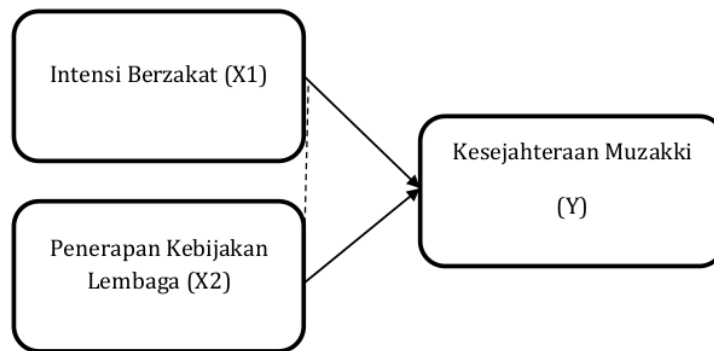 Intensi Berzakat (X1)
Kesejahteraan Muzakki
(Y)
Penerapan Kebijakan
Lembaga (X2)